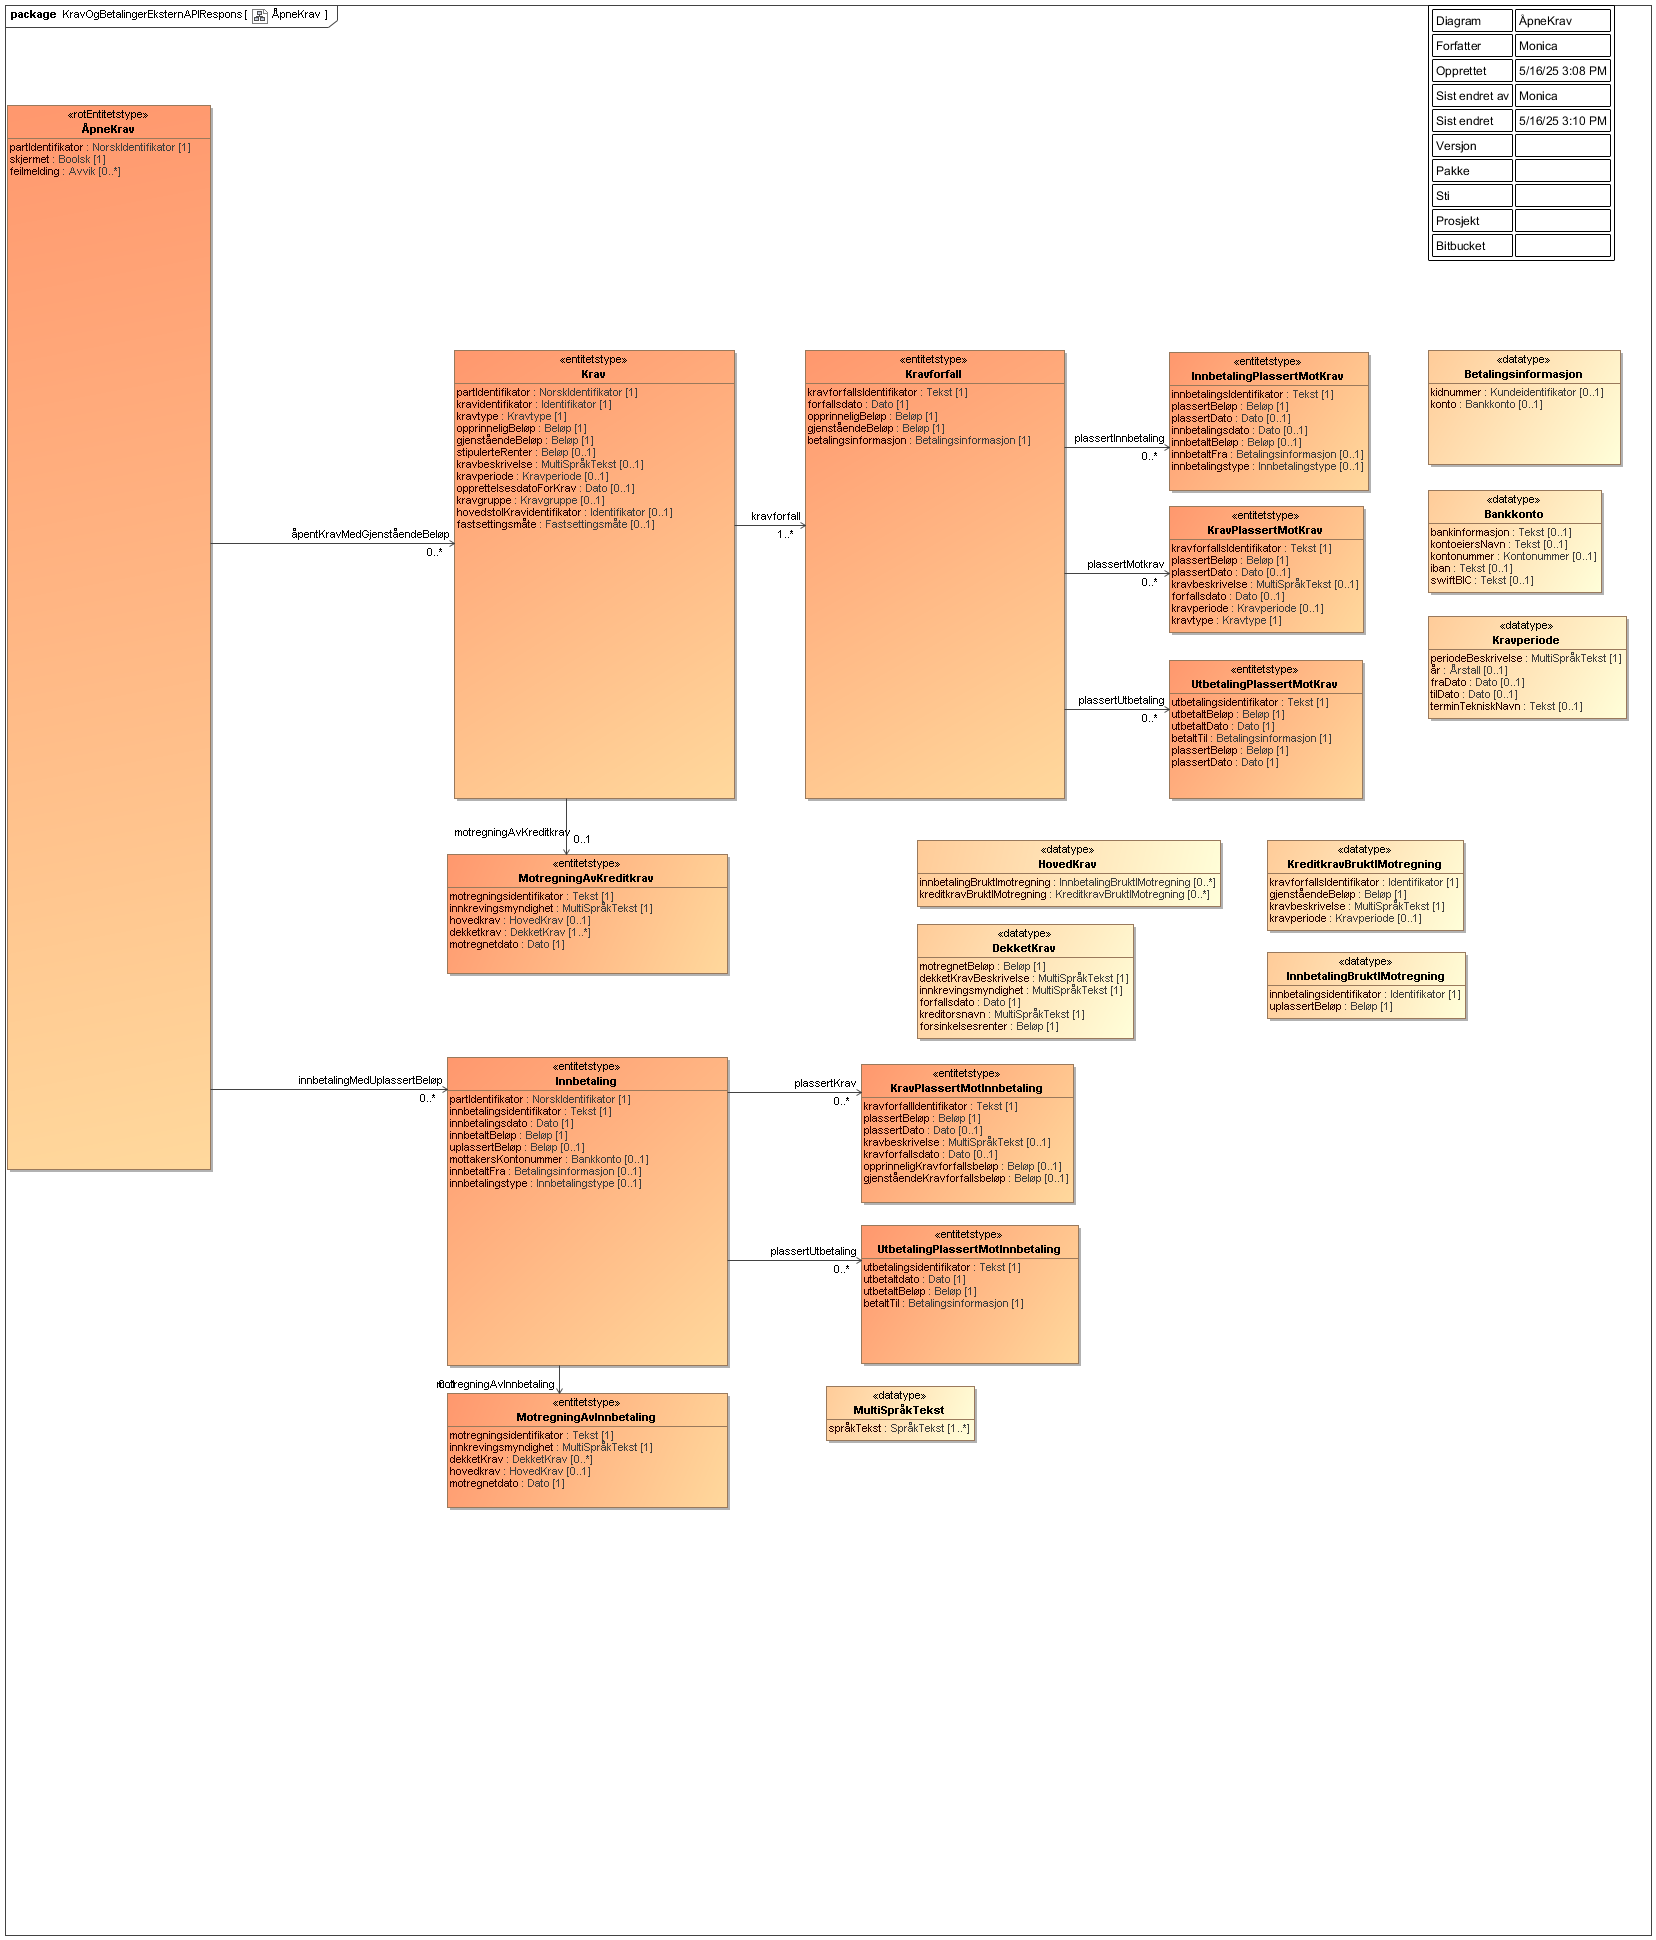 package KravOgBetalingerEksternAPIRespons [ ÅpneKrav ]
Diagram ÅpneKrav
Forfatter Monica
Opprettet 5/16/25 3:08 PM
Sist endret av Monica
Sist endret 5/16/25 3:10 PM
Versjon
Pakke
Sti
Prosjekt
Bitbucket
«rotEntitetstype»
ÅpneKrav
partIdentifikator : NorskIdentifikator [1]
skjermet : Boolsk [1]
feilmelding : Avvik [0..*]
åpentKravMedGjenståendeBeløp
0..*
«entitetstype»
Krav
partIdentifikator : NorskIdentifikator [1]
kravidentifikator : Identifikator [1]
kravtype : Kravtype [1]
opprinneligBeløp : Beløp [1]
gjenståendeBeløp : Beløp [1]
stipulerteRenter : Beløp [0..1]
kravbeskrivelse : MultiSpråkTekst [0..1]
kravperiode : Kravperiode [0..1]
opprettelsesdatoForKrav : Dato [0..1]
kravgruppe : Kravgruppe [0..1]
hovedstolKravidentifikator : Identifikator [0..1]
fastsettingsmåte : Fastsettingsmåte [0..1]
kravforfall
1..*
«entitetstype»
Kravforfall
kravforfallsIdentifikator : Tekst [1]
forfallsdato : Dato [1]
opprinneligBeløp : Beløp [1]
gjenståendeBeløp : Beløp [1]
betalingsinformasjon : Betalingsinformasjon [1]
plassertInnbetaling
0..*
plassertMotkrav
0..*
plassertUtbetaling
0..*
«entitetstype»
InnbetalingPlassertMotKrav
innbetalingsIdentifikator : Tekst [1]
plassertBeløp : Beløp [1]
plassertDato : Dato [0..1]
innbetalingsdato : Dato [0..1]
innbetaltBeløp : Beløp [0..1]
innbetaltFra : Betalingsinformasjon [0..1]
innbetalingstype : Innbetalingstype [0..1]
«entitetstype»
KravPlassertMotKrav
kravforfallsIdentifikator : Tekst [1]
plassertBeløp : Beløp [1]
plassertDato : Dato [0..1]
kravbeskrivelse : MultiSpråkTekst [0..1]
forfallsdato : Dato [0..1]
kravperiode : Kravperiode [0..1]
kravtype : Kravtype [1]
«entitetstype»
UtbetalingPlassertMotKrav
utbetalingsidentifikator : Tekst [1]
utbetaltBeløp : Beløp [1]
utbetaltDato : Dato [1]
betaltTil : Betalingsinformasjon [1]
plassertBeløp : Beløp [1]
plassertDato : Dato [1]
«datatype»
Betalingsinformasjon
kidnummer : Kundeidentifikator [0..1]
konto : Bankkonto [0..1]
«datatype»
Bankkonto
bankinformasjon : Tekst [0..1]
kontoeiersNavn : Tekst [0..1]
kontonummer : Kontonummer [0..1]
iban : Tekst [0..1]
swiftBIC : Tekst [0..1]
«datatype»
Kravperiode
periodeBeskrivelse : MultiSpråkTekst [1]
år : Årstall [0..1]
fraDato : Dato [0..1]
tilDato : Dato [0..1]
terminTekniskNavn : Tekst [0..1]
motregningAvKreditkrav
0..1
«entitetstype»
MotregningAvKreditkrav
motregningsidentifikator : Tekst [1]
innkrevingsmyndighet : MultiSpråkTekst [1]
hovedkrav : HovedKrav [0..1]
dekketkrav : DekketKrav [1..*]
motregnetdato : Dato [1]
«datatype»
HovedKrav
innbetalingBruktImotregning : InnbetalingBruktIMotregning [0..*]
kreditkravBruktIMotregning : KreditkravBruktIMotregning [0..*]
«datatype»
DekketKrav
motregnetBeløp : Beløp [1]
dekketKravBeskrivelse : MultiSpråkTekst [1]
innkrevingsmyndighet : MultiSpråkTekst [1]
forfallsdato : Dato [1]
kreditorsnavn : MultiSpråkTekst [1]
forsinkelsesrenter : Beløp [1]
«datatype»
KreditkravBruktIMotregning
kravforfallsIdentifikator : Identifikator [1]
gjenståendeBeløp : Beløp [1]
kravbeskrivelse : MultiSpråkTekst [1]
kravperiode : Kravperiode [0..1]
«datatype»
InnbetalingBruktIMotregning
innbetalingsidentifikator : Identifikator [1]
uplassertBeløp : Beløp [1]
innbetalingMedUplassertBeløp
0..*
«entitetstype»
Innbetaling
partIdentifikator : NorskIdentifikator [1]
innbetalingsidentifikator : Tekst [1]
innbetalingsdato : Dato [1]
innbetaltBeløp : Beløp [1]
uplassertBeløp : Beløp [0..1]
mottakersKontonummer : Bankkonto [0..1]
innbetaltFra : Betalingsinformasjon [0..1]
innbetalingstype : Innbetalingstype [0..1]
plassertKrav
0..*
plassertUtbetaling
0..*
«entitetstype»
KravPlassertMotInnbetaling
kravforfallIdentifikator : Tekst [1]
plassertBeløp : Beløp [1]
plassertDato : Dato [0..1]
kravbeskrivelse : MultiSpråkTekst [0..1]
kravforfallsdato : Dato [0..1]
opprinneligKravforfallsbeløp : Beløp [0..1]
gjenståendeKravforfallsbeløp : Beløp [0..1]
«entitetstype»
UtbetalingPlassertMotInnbetaling
utbetalingsidentifikator : Tekst [1]
utbetaltdato : Dato [1]
utbetaltBeløp : Beløp [1]
betaltTil : Betalingsinformasjon [1]
motregningAvInnbetaling
0..1
«entitetstype»
MotregningAvInnbetaling
motregningsidentifikator : Tekst [1]
innkrevingsmyndighet : MultiSpråkTekst [1]
dekketKrav : DekketKrav [0..*]
hovedkrav : HovedKrav [0..1]
motregnetdato : Dato [1]
«datatype»
MultiSpråkTekst
språkTekst : SpråkTekst [1..*]